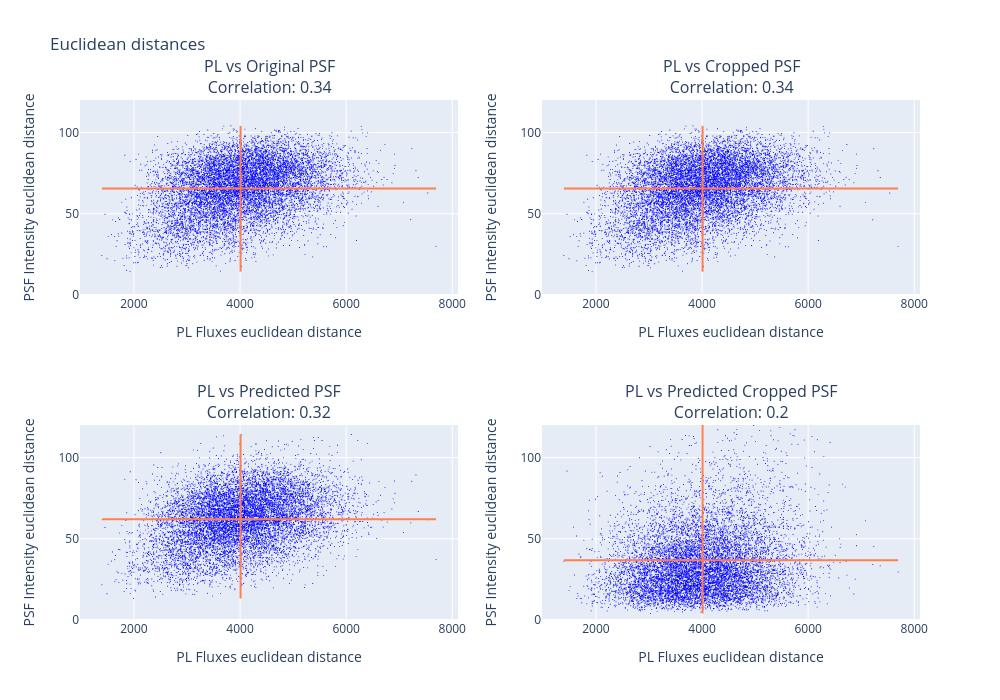 Euclidean distances
PL vs Original PSF
Correlation: 0.34
PSF Intensity euclidean distance
100
50
0
2000 4000 6000 8000
PL Fluxes euclidean distance
PL vs Cropped PSF
Correlation: 0.34
PSF Intensity euclidean distance
100
50
0
2000 4000 6000 8000
PL Fluxes euclidean distance
PL vs Predicted PSF
Correlation: 0.32
PSF Intensity euclidean distance
100
50
0
2000 4000 6000 8000
PL Fluxes euclidean distance
PL vs Predicted Cropped PSF
Correlation: 0.2
PSF Intensity euclidean distance
100
50
0
2000 4000 6000 8000
PL Fluxes euclidean distance